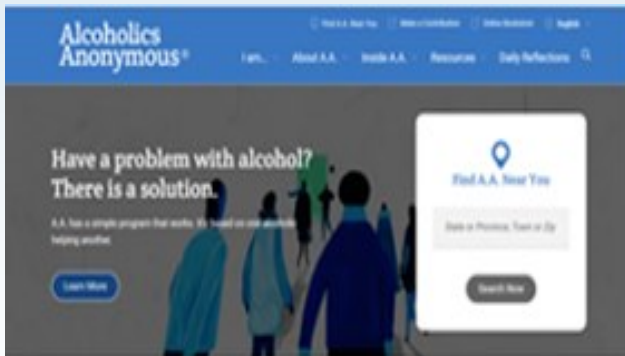 Alcoholics
Anonymous®
Find A.A. Near You
Make a Contribution
Online Bookstore
English
I am...
About A.A.
Inside A.A.
Resources
Daily Reflections
Have a problem with alcohol?
There is a solution.
A.A. has a simple program that works. It's based on one alcoholic
helping another.
Learn More
Find A.A. Near You
State or Province, Town or Zip
Search Now